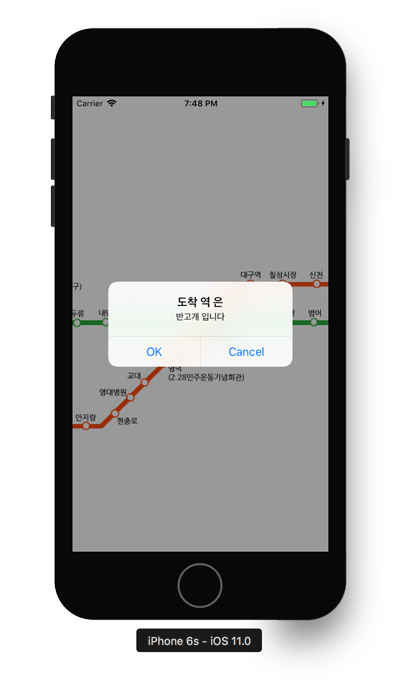 Carrier 7:48 PM
대구역 칠성시장 신천
구)
도착 역 은
반고개 입니다
두류 범어
OK Cancel
명덕
(2.28민주운동기념회관)
교대
영대병원
안지랑
현충로
iPhone 6s - iOS 11.0